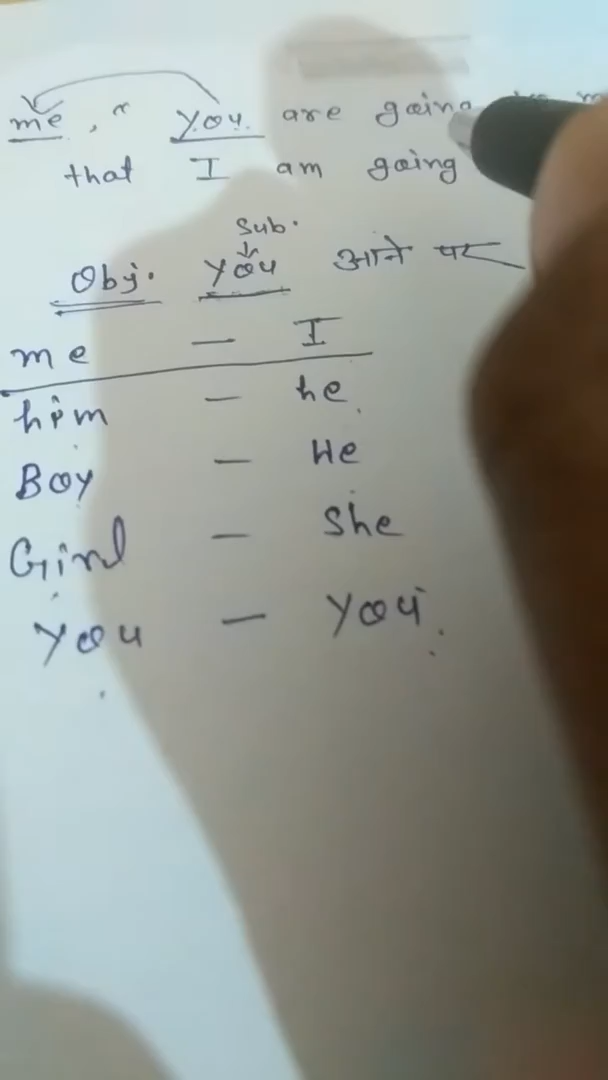 me, " you are going
that I am going
Sub.
Obj. you आने पर
me - I
him - he
Boy - He
Girl - She
You - You